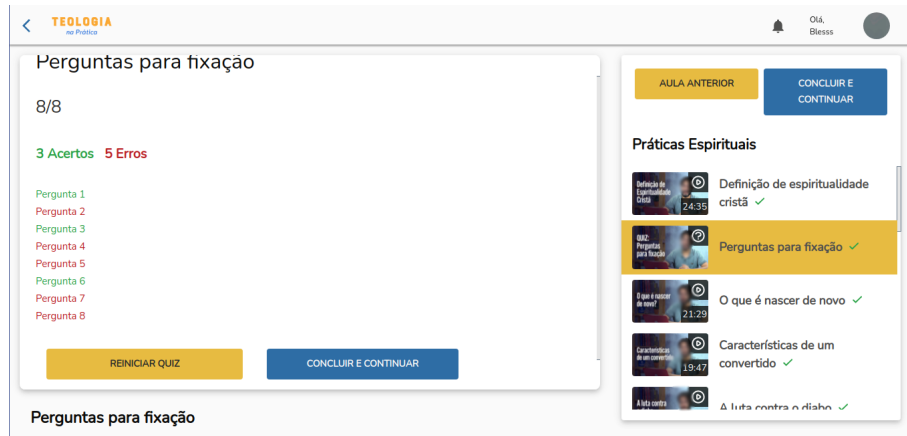 TEOLOGIA
na Prática
Olá,
Blesss
Perguntas para fixação
8/8
3 Acertos 5 Erros
Pergunta 1
Pergunta 2
Pergunta 3
Pergunta 4
Pergunta 5
Pergunta 6
Pergunta 7
Pergunta 8
REINICIAR QUIZ
CONCLUIR E CONTINUAR
Perguntas para fixação
AULA ANTERIOR
CONCLUIR E
CONTINUAR
Práticas Espirituais
Definição de
Espiritualidade
Cristã
24:35
Definição de espiritualidade
cristã
QUIZ:
Perguntas
para fixação
Perguntas para fixação
O que é nascer
de novo?
21:29
O que é nascer de novo
Características
de um convertido
19:47
Características de um
convertido
A luta contra
A luta contra o diabo